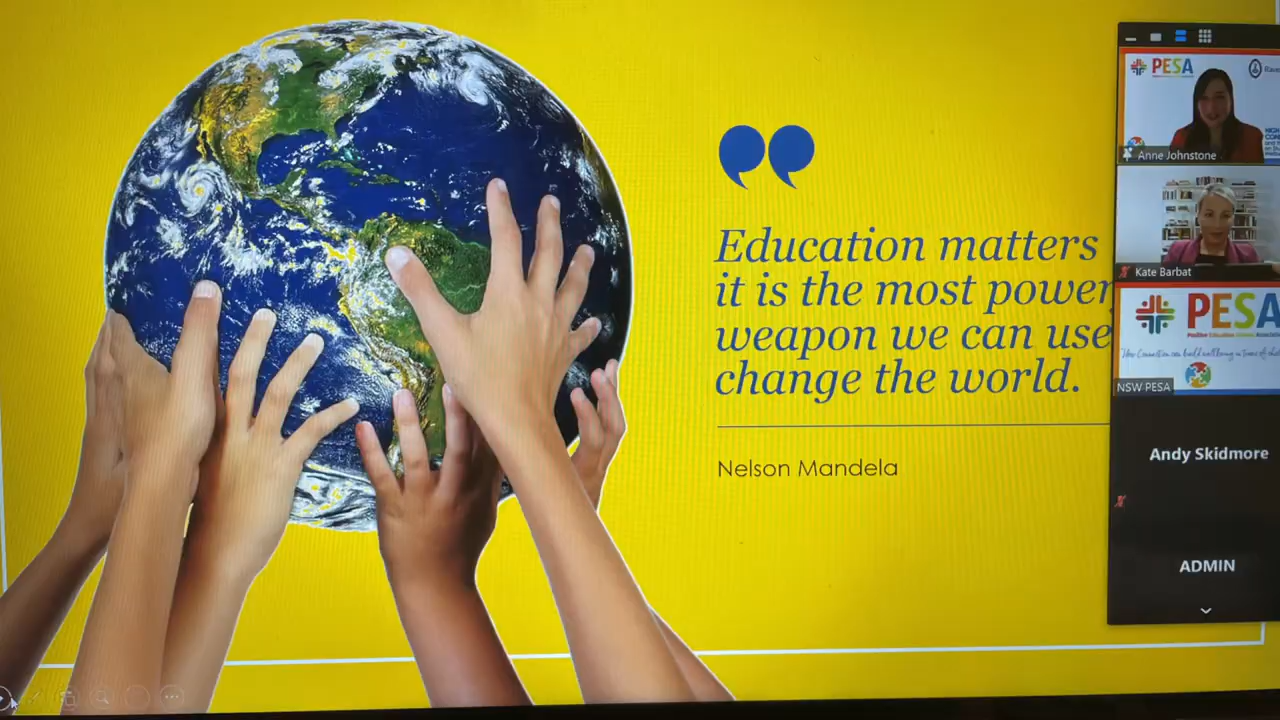 Education matters
it is the most power
weapon we can use
change the world.
Nelson Mandela
PESA
Anne Johnstone
Kate Barbat
PESA
NSW PESA
Andy Skidmore
ADMIN